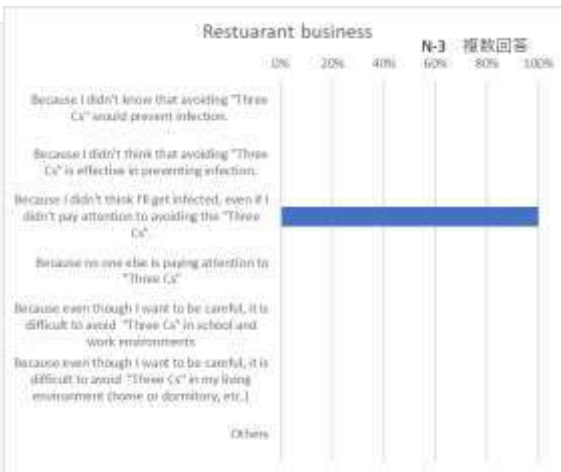 Restuarant business
N-3 複数回答
0% 20% 40% 60% 80% 100%
Because I didn't know that avoiding "Three
Cs" would prevent infection.
Because I didn't think that avoiding "Three
Cs" is effective in preventing infection.
Because I didn't think I'll get infected, even if I
didn't pay attention to avoiding the "Three
Cs"
Because no one else is paying attention to
"Three Cs"
Because even though I want to be careful, it is
difficult to avoid "Three Cs" in school and
work environments
Because even though I want to be careful, it is
difficult to avoid "Three Cs" in my living
environment (home or dormitory, etc.)
Others